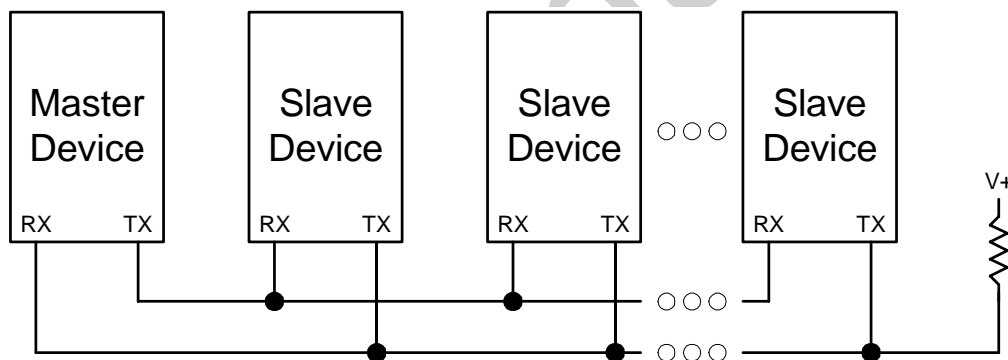 Master
Device
Slave
Device
Slave
Device
Slave
Device
RX TX
RX TX
RX TX
RX TX
V+